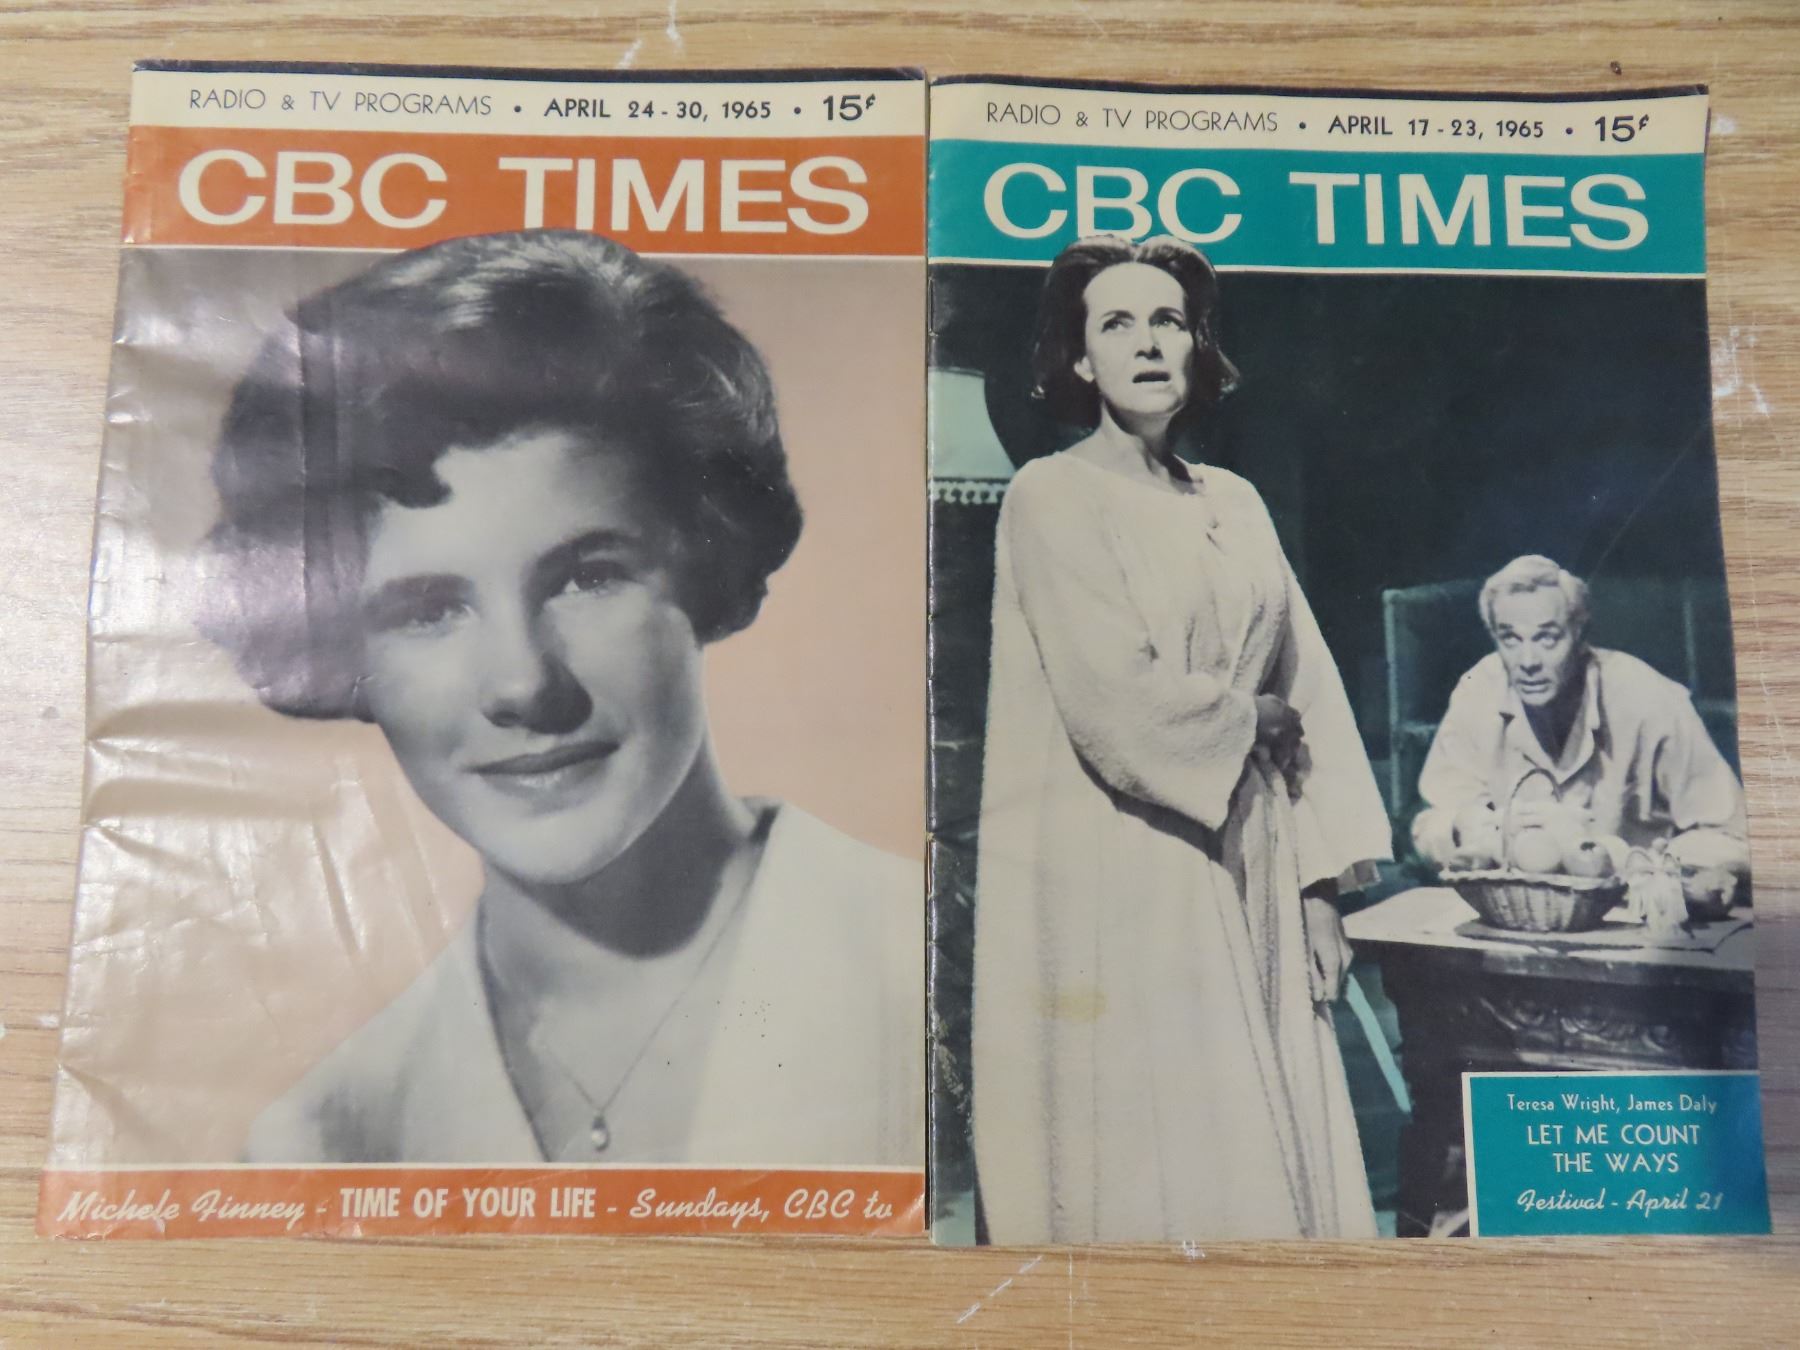 RADIO & TV PROGRAMS • APRIL 24 - 30, 1965 • 15¢
CBC TIMES
Michele Finney - TIME OF YOUR LIFE - Sundays, CBC tv
RADIO & TV PROGRAMS • APRIL 17 - 23, 1965 • 15¢
CBC TIMES
Teresa Wright, James Daly
LET ME COUNT
THE WAYS
Festival - April 21